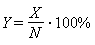 Y = X/N · 100%